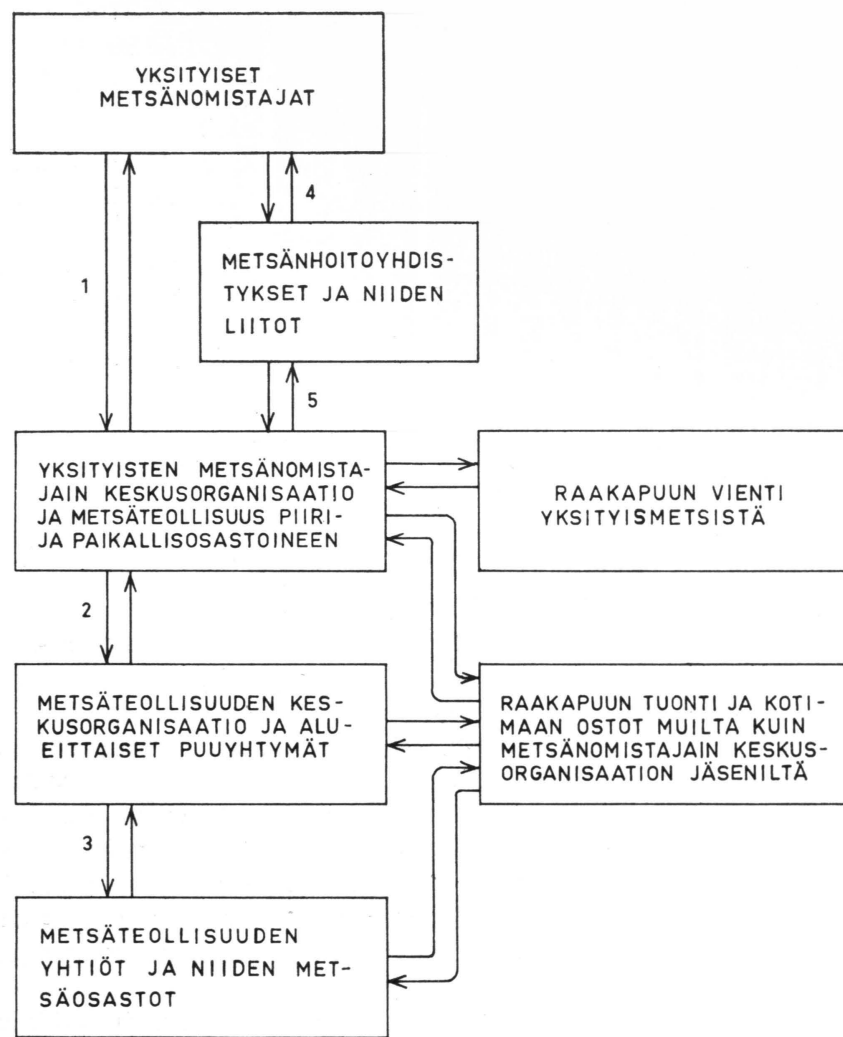 YKSITYISET
METSÄNOMISTAJAT
4
METSÄNHOITOYHDIS-
TYKSET JA NIIDEN
LIITOT
1
5
YKSITYISTEN METSÄNOMISTA-
JAIN KESKUSORGANISAATIO
JA METSÄTEOLLISUUS PIIRI-
JA PAIKALLISOSASTOINEEN
RAAKAPUUN VIENTI
YKSITYISMETSISTÄ
2
METSÄTEOLLISUUDEN KES-
KUSORGANISAATIO JA ALU-
EITTAISET PUUYHTYMÄT
RAAKAPUUN TUONTI JA KOTI-
MAAN OSTOT MUILTA KUIN
METSÄNOMISTAJAIN KESKUS-
ORGANISAATION JÄSENILTÄ
3
METSÄTEOLLISUUDEN
YHTIÖT JA NIIDEN MET-
SÄOSASTOT